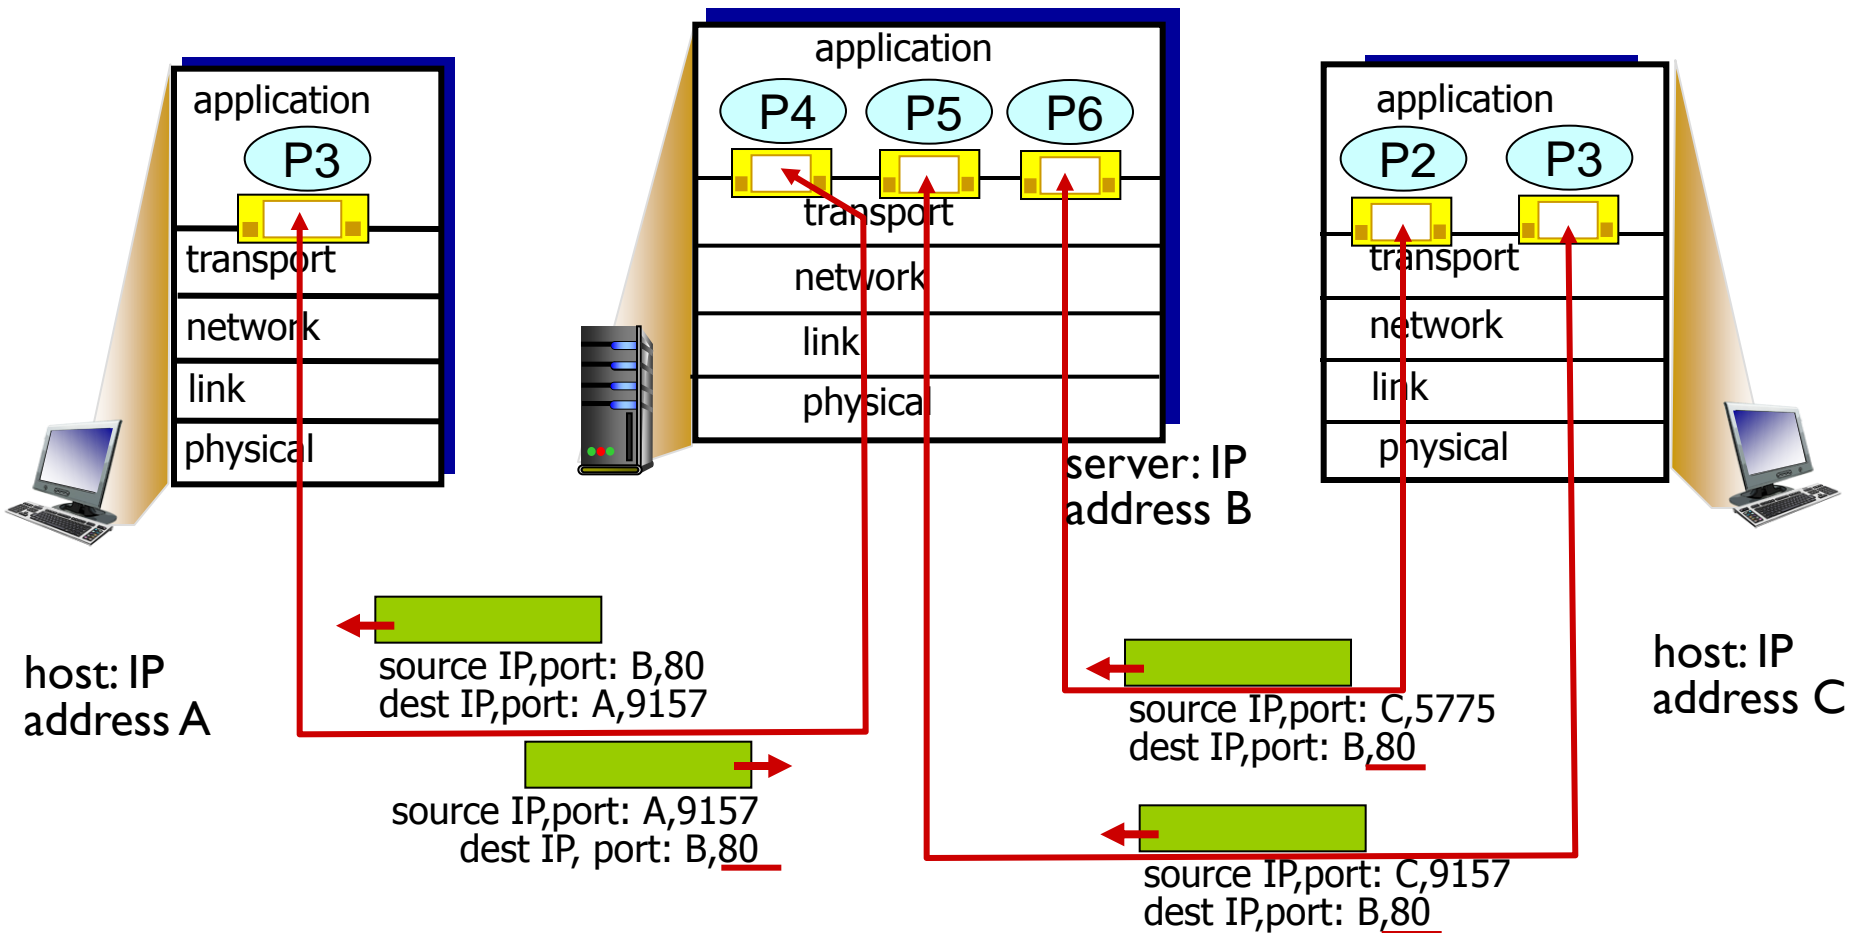 application
P3
transport
network
link
physical
host: IP
address A
application
P4 P5 P6
transport
network
link
physical
server: IP
address B
application
P2 P3
transport
network
link
physical
host: IP
address C
source IP,port: B,80
dest IP,port: A,9157
source IP,port: A,9157
dest IP, port: B,80
source IP,port: C,5775
dest IP,port: B,80
source IP,port: C,9157
dest IP,port: B,80